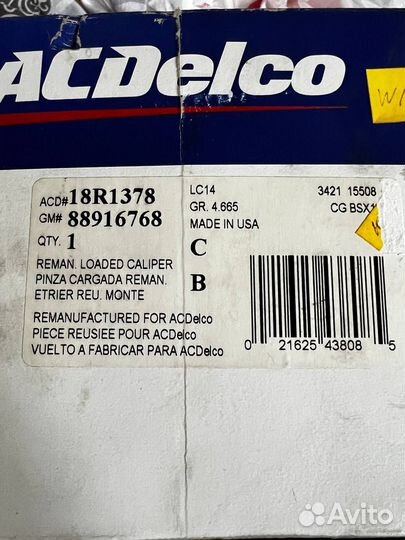 ACDelco
ACD# 18R1378
GM# 88916768
QTY. 1
REMAN. LOADED CALIPER
PINZA CARGADA REMAN.
ETRIER REU. MONTE
REMANUFACTURED FOR ACDelco
PIECE REUSIEE POUR ACDelco
VUELTO A FABRICAR PARA ACDelco
LC14
GR. 4.665
MADE IN USA
C
B
3421 15508
CG BSX1
0 21625 43808 5
Avito